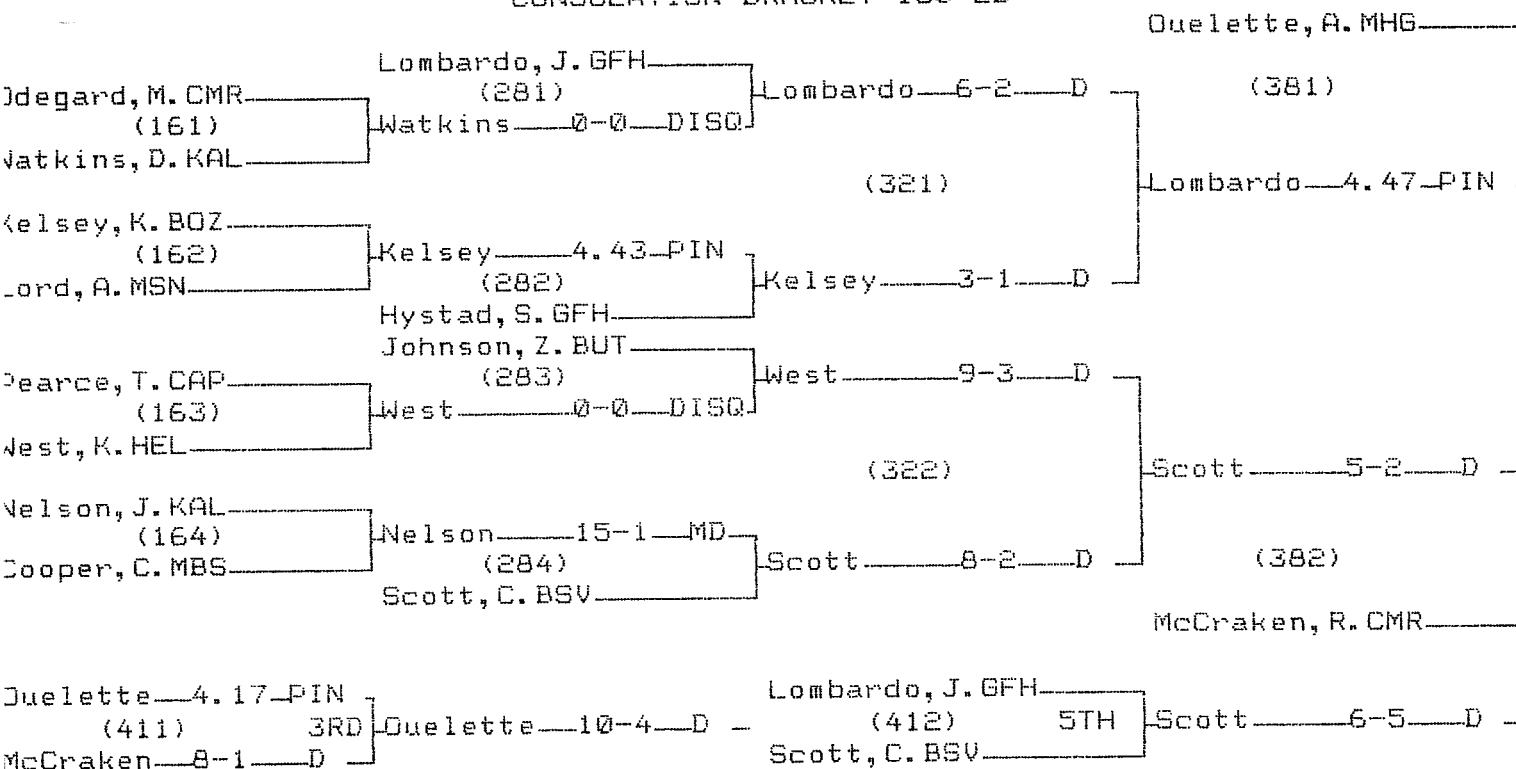 Ouelette, A. MHG
Lombardo, J. GFH
Odegard, M. CMR (281) Lombardo 6-2 D (381)
(161) Watkins 0-0 DISQ
Watkins, D. KAL
(321) Lombardo 4.47 PIN
Kelsey, K. BOZ
(162) Kelsey 4.43 PIN
Lord, A. MSN (282) Kelsey 3-1 D
Hystad, S. GFH
Johnson, Z. BUT
Pearce, T. CAP (283) West 9-3 D
(163) West 0-0 DISQ
West, K. HEL
(322) Scott 5-2 D
Nelson, J. KAL
(164) Nelson 15-1 MD
Cooper, C. MBS (284) Scott 8-2 D (382)
Scott, C. BSV
McCraken, R. CMR
Ouelette 4.17 PIN Lombardo, J. GFH
(411) 3RD Ouelette 10-4 D (412) 5TH Scott 6-5 D
McCraken 8-1 D Scott, C. BSV